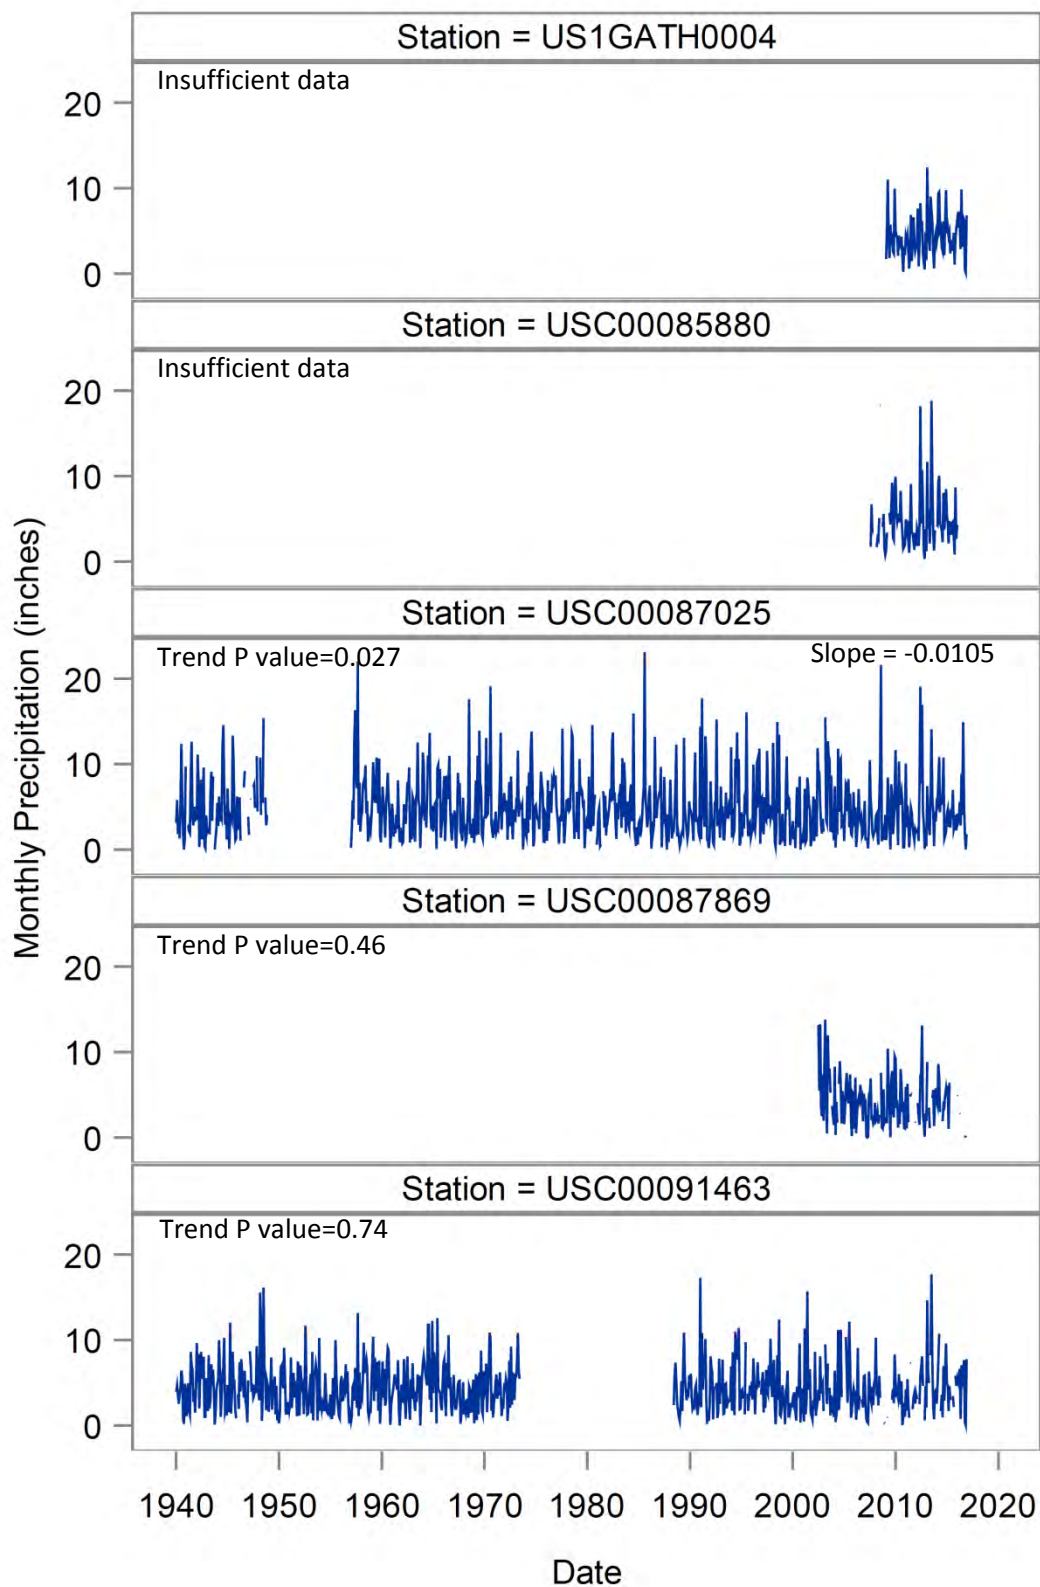 Station = US1GATH0004
Insufficient data
20
10
0
Station = USC00085880
Insufficient data
20
10
0
Station = USC00087025
Trend P value=0.027
Slope = -0.0105
20
10
0
Station = USC00087869
Trend P value=0.46
20
10
0
Station = USC00091463
Trend P value=0.74
20
10
0
Monthly Precipitation (inches)
1940 1950 1960 1970 1980 1990 2000 2010 2020
Date